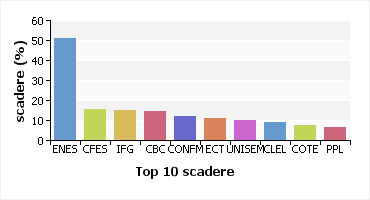 60
50
40
30
20
10
0
scadere (%)
ENES CFES IFG CBC CONFM ECT UNISEM CLEL COTE PPL
Top 10 scadere